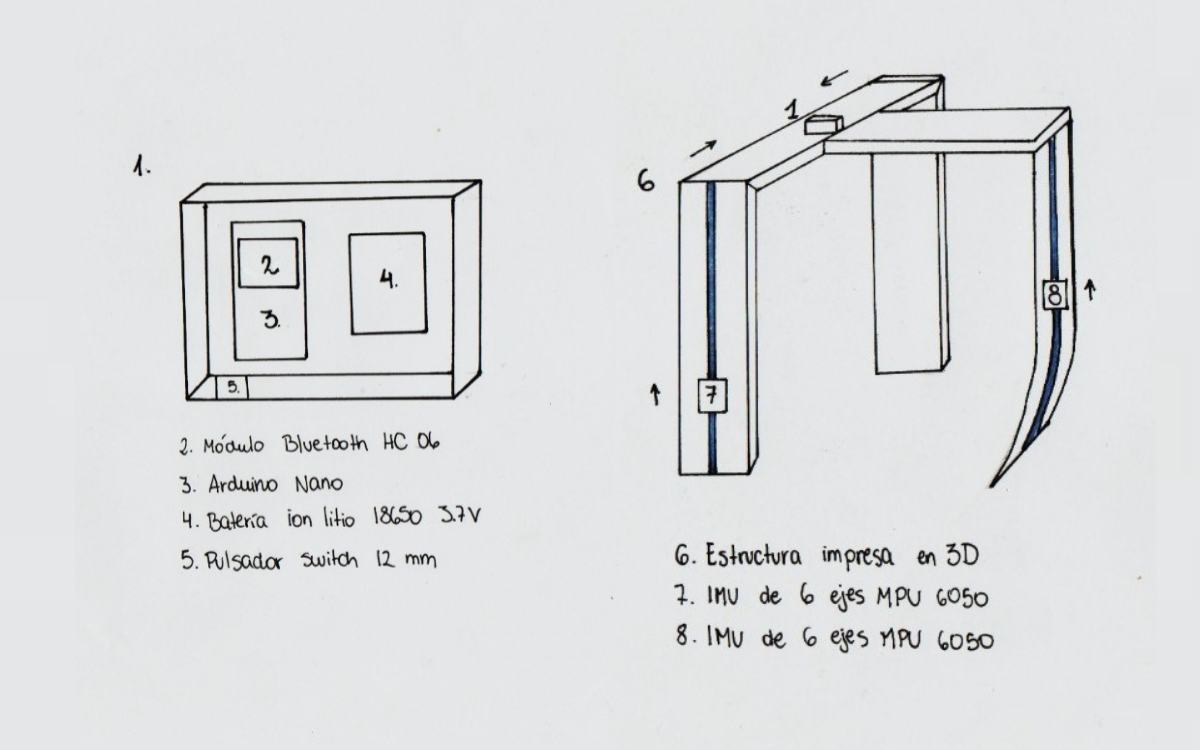 1.
2
3.
4.
5.
2. Módulo Bluetooth HC 06
3. Arduino Nano
4. Batería ion litio 18650 3.7V
5. Pulsador switch 12 mm
1
6
7
8
6. Estructura impresa en 3D
7. IMU de 6 ejes MPU 6050
8. IMU de 6 ejes MPU 6050